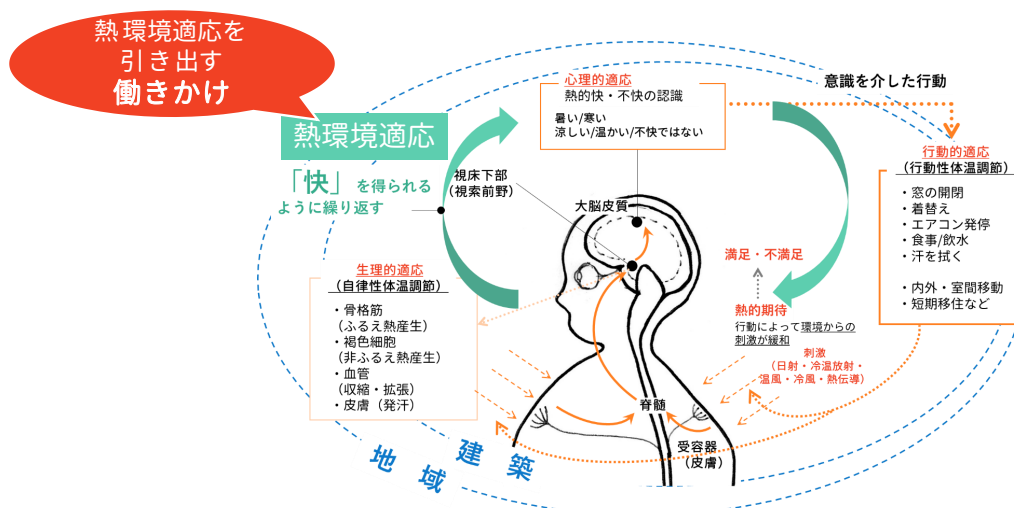 熱環境適応を
引き出す
働きかけ
熱環境適応
「快」を得られる
ように繰り返す
心理的適応
熱的快・不快の認識
暑い/寒い
涼しい/温かい/不快ではない
意識を介した行動
行動的適応
(行動性体温調節)
・窓の開閉
・着替え
・エアコン発停
・食事/飲水
・汗を拭く
・内外・室間移動
・短期移住など
視床下部
(視索前野)
大脳皮質
満足・不満足
熱的期待
行動によって環境からの
刺激が緩和
刺激
(日射・冷温放射・
温風・冷風・熱伝導)
生理的適応
(自律性体温調節)
・骨格筋
(ふるえ熱産生)
・褐色細胞
(非ふるえ熱産生)
・血管
(収縮・拡張)
・皮膚(発汗)
脊髄
受容器
(皮膚)
建築
地域